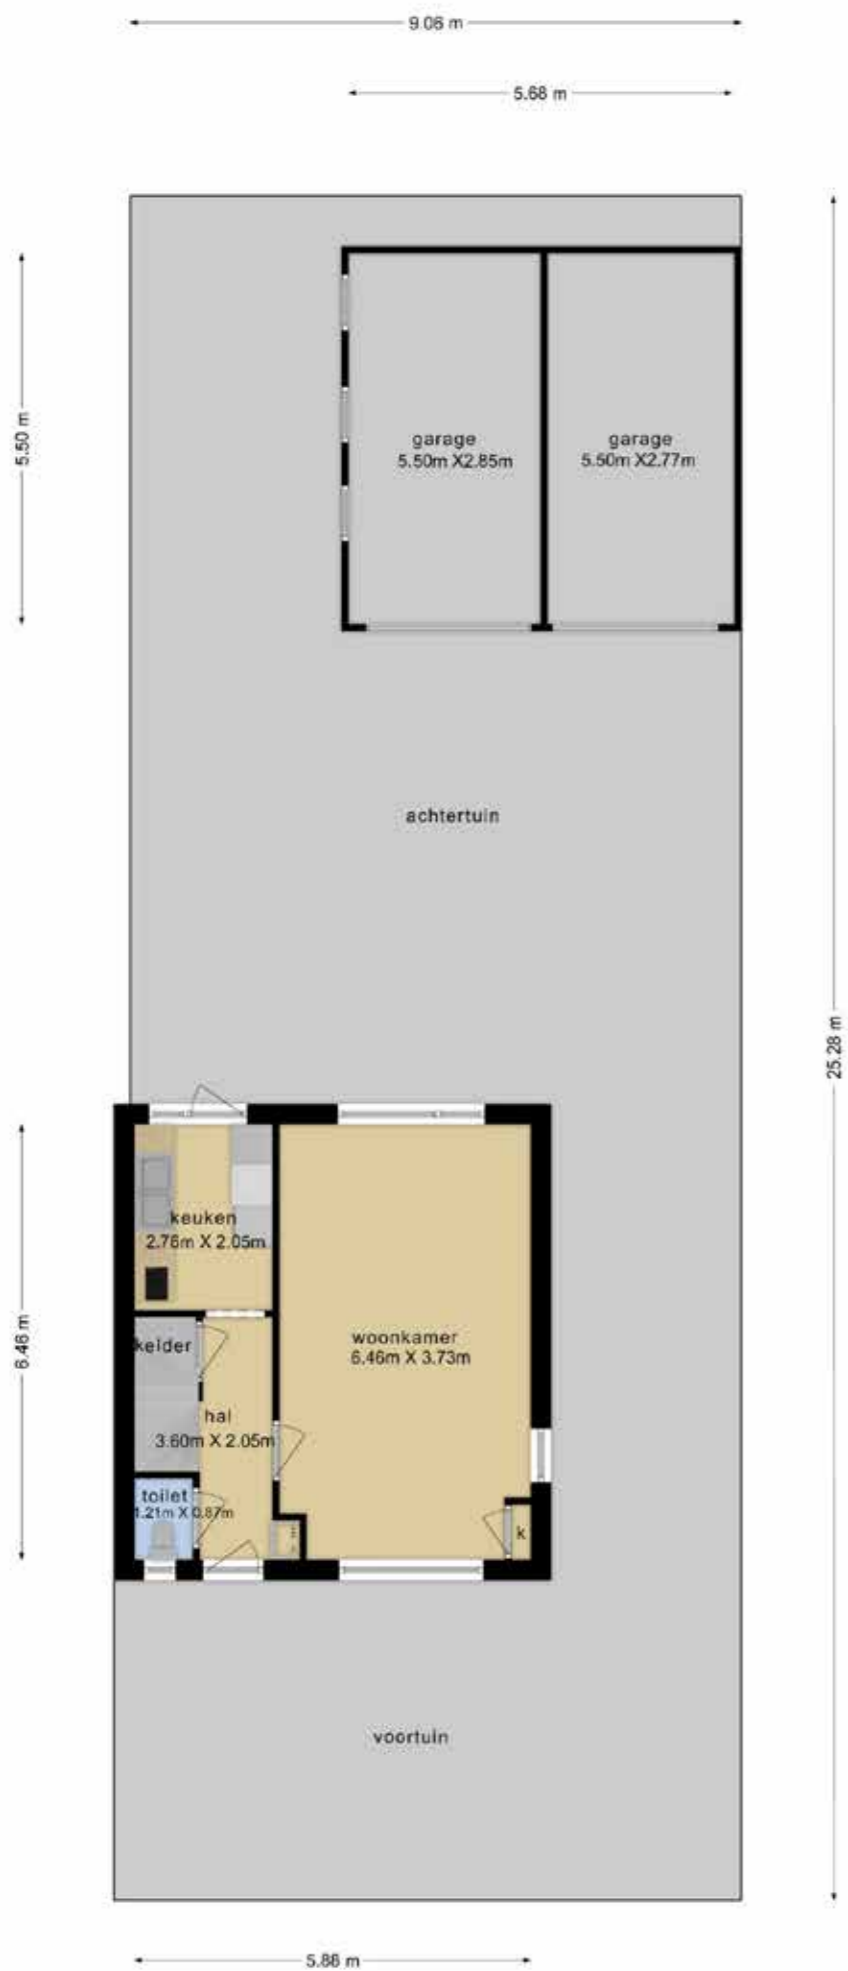 9.06 m
5.68 m
5.50 m
garage
5.50m X2.85m
garage
5.50m X2.77m
achtertuin
25.28 m
keuken
2.76m X 2.05m
6.46 m
kelder
woonkamer
6.46m X 3.73m
hal
3.60m X 2.05m
toilet
1.21m X 0.87m
k
voortuin
5.86 m